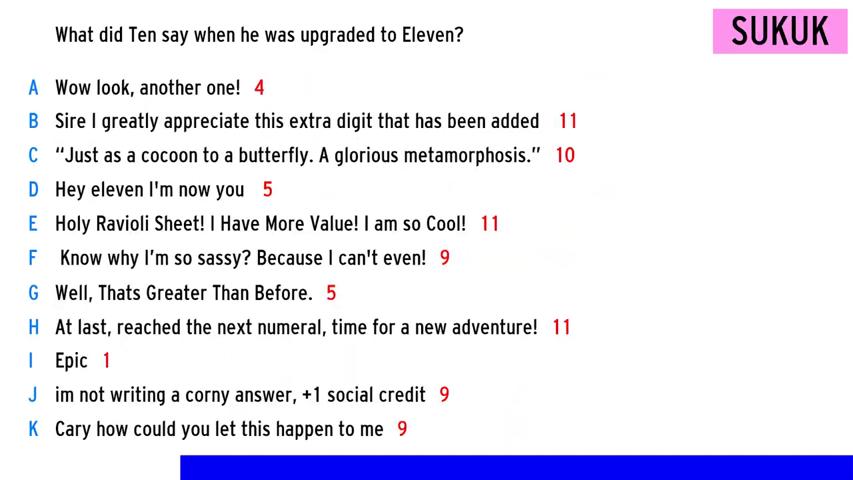 What did Ten say when he was upgraded to Eleven?
SUKUK
A Wow look, another one! 4
B Sire I greatly appreciate this extra digit that has been added 11
C “Just as a cocoon to a butterfly. A glorious metamorphosis.” 10
D Hey eleven I'm now you 5
E Holy Ravioli Sheet! I Have More Value! I am so Cool! 11
F Know why I’m so sassy? Because I can't even! 9
G Well, Thats Greater Than Before. 5
H At last, reached the next numeral, time for a new adventure! 11
I Epic 1
J im not writing a corny answer, +1 social credit 9
K Cary how could you let this happen to me 9